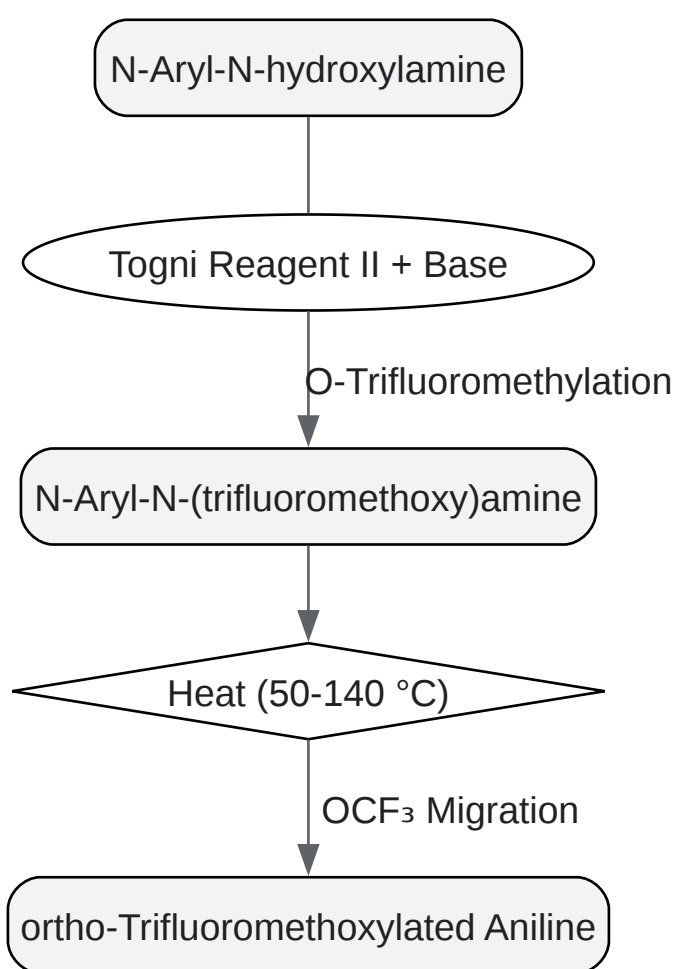 N-Aryl-N-hydroxylamine
Togni Reagent II + Base
O-Trifluoromethylation
N-Aryl-N-(trifluoromethoxy)amine
Heat (50-140 °C)
OCF₃ Migration
ortho-Trifluoromethoxylated Aniline